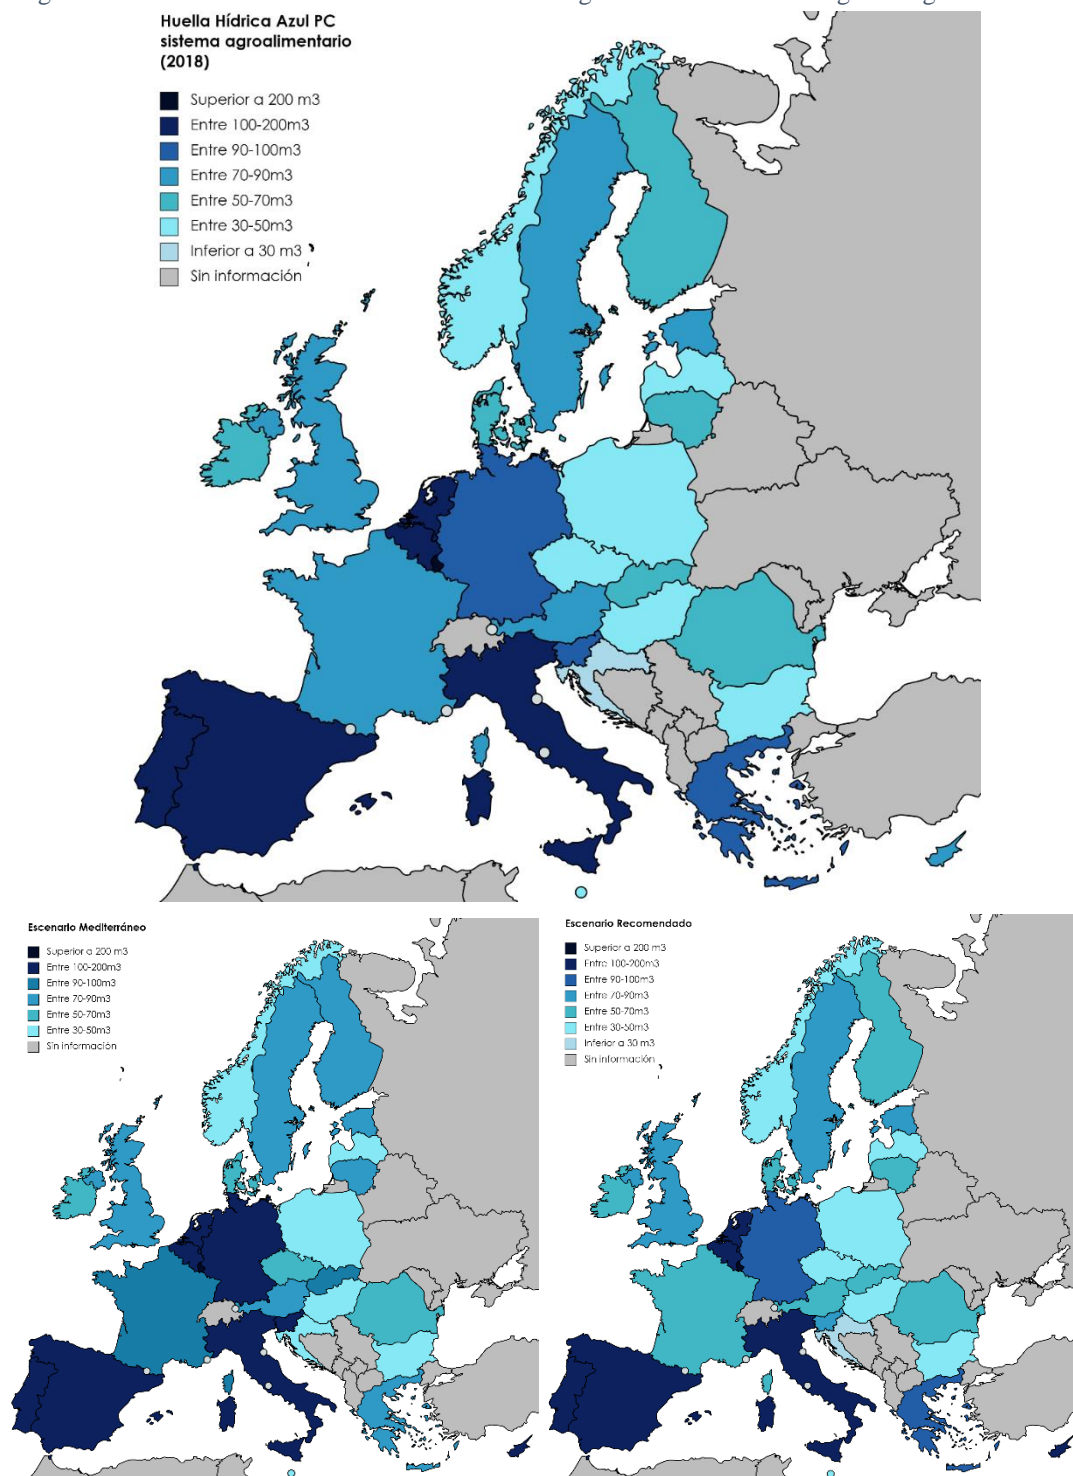 Huella Hídrica Azul PC
sistema agroalimentario
(2018)
Superior a 200 m3
Entre 100-200m3
Entre 90-100m3
Entre 70-90m3
Entre 50-70m3
Entre 30-50m3
Inferior a 30 m3
Sin información
Escenario Mediterráneo
Superior a 200 m3
Entre 100-200m3
Entre 90-100m3
Entre 70-90m3
Entre 50-70m3
Entre 30-50m3
Sin información
Escenario Recomendado
Superior a 200 m3
Entre 100-200m3
Entre 90-100m3
Entre 70-90m3
Entre 50-70m3
Entre 30-50m3
Inferior a 30 m3
Sin información